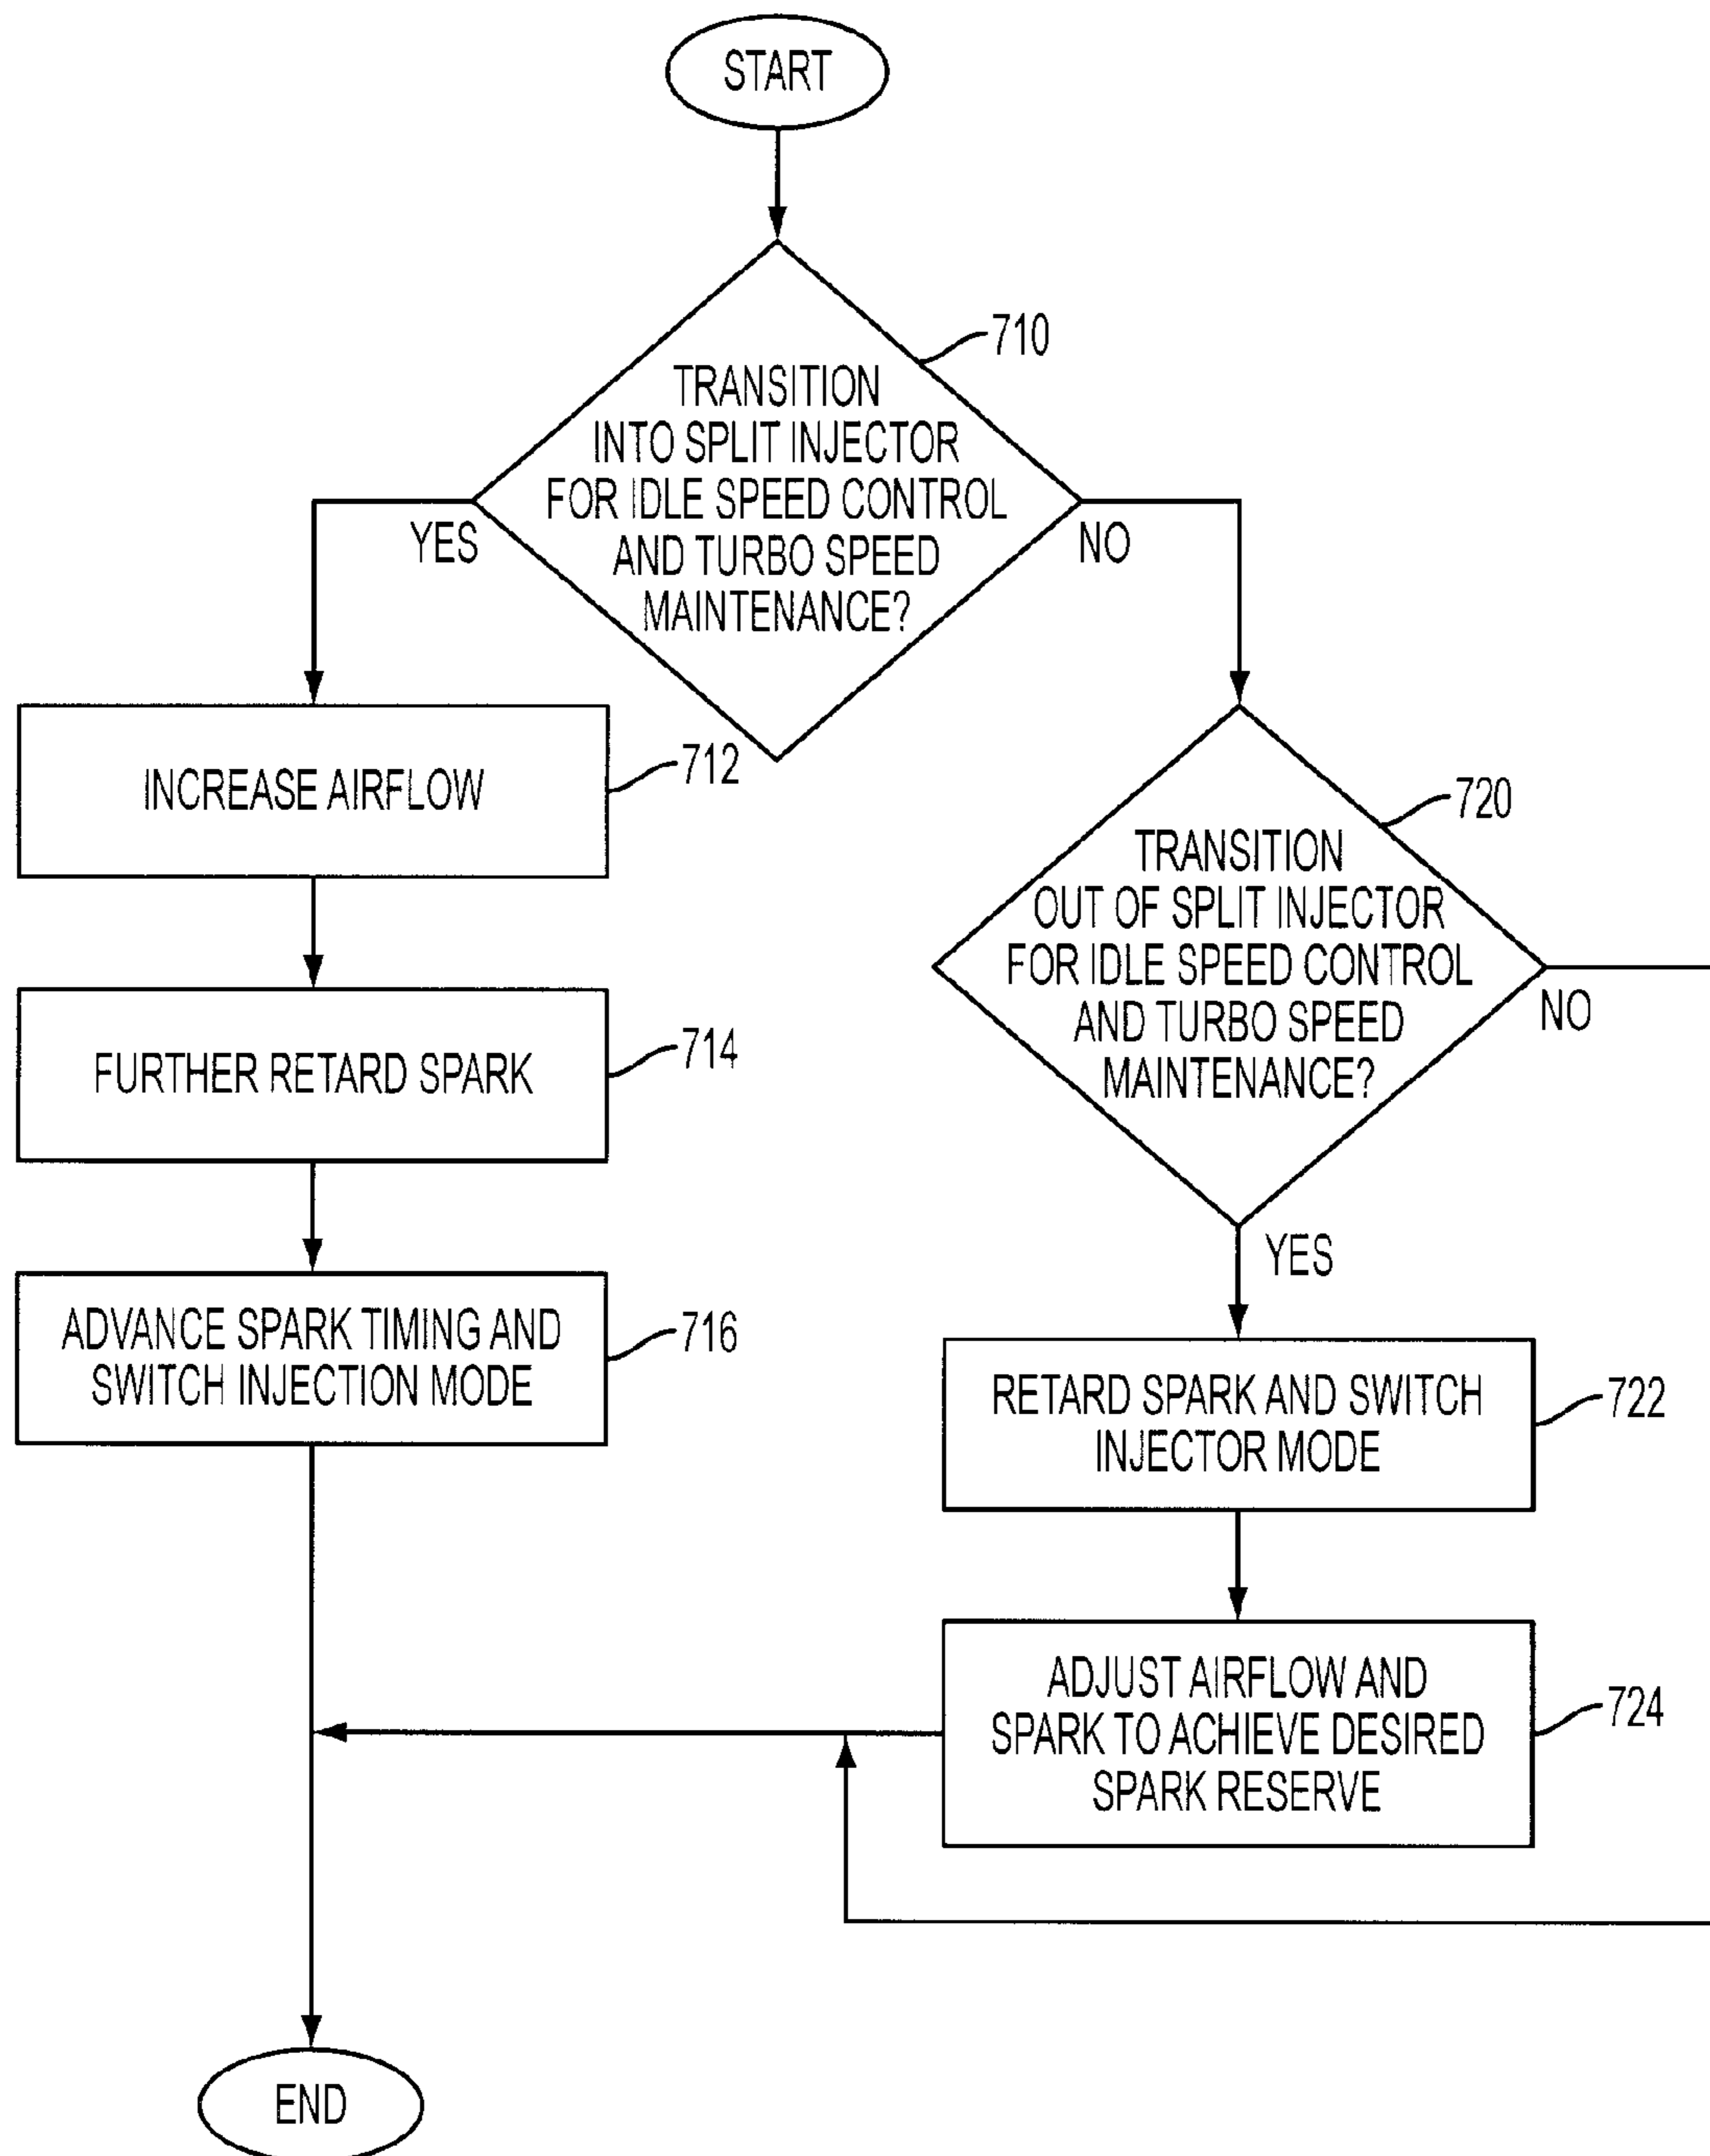 START
710
TRANSITION
INTO SPLIT INJECTOR
FOR IDLE SPEED CONTROL
AND TURBO SPEED
MAINTENANCE?
YES
NO
INCREASE AIRFLOW
712
FURTHER RETARD SPARK
714
ADVANCE SPARK TIMING AND
SWITCH INJECTION MODE
716
720
TRANSITION
OUT OF SPLIT INJECTOR
FOR IDLE SPEED CONTROL
AND TURBO SPEED
MAINTENANCE?
NO
YES
RETARD SPARK AND SWITCH
INJECTOR MODE
722
ADJUST AIRFLOW AND
SPARK TO ACHIEVE DESIRED
SPARK RESERVE
724
END